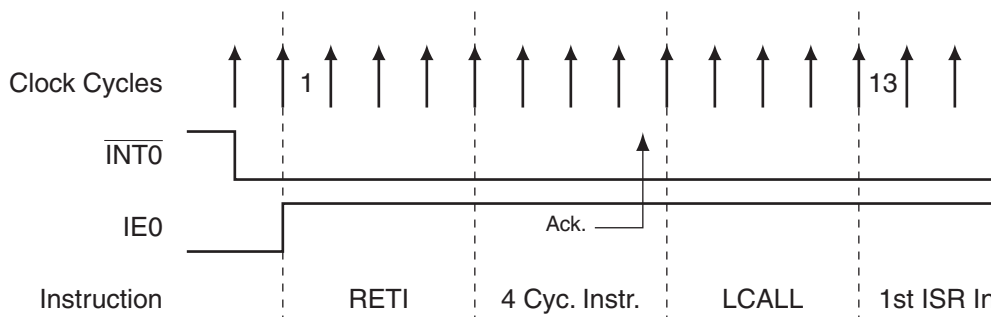 Clock Cycles 1 13
INT0
IE0
Ack.
Instruction RETI 4 Cyc. Instr. LCALL 1st ISR In